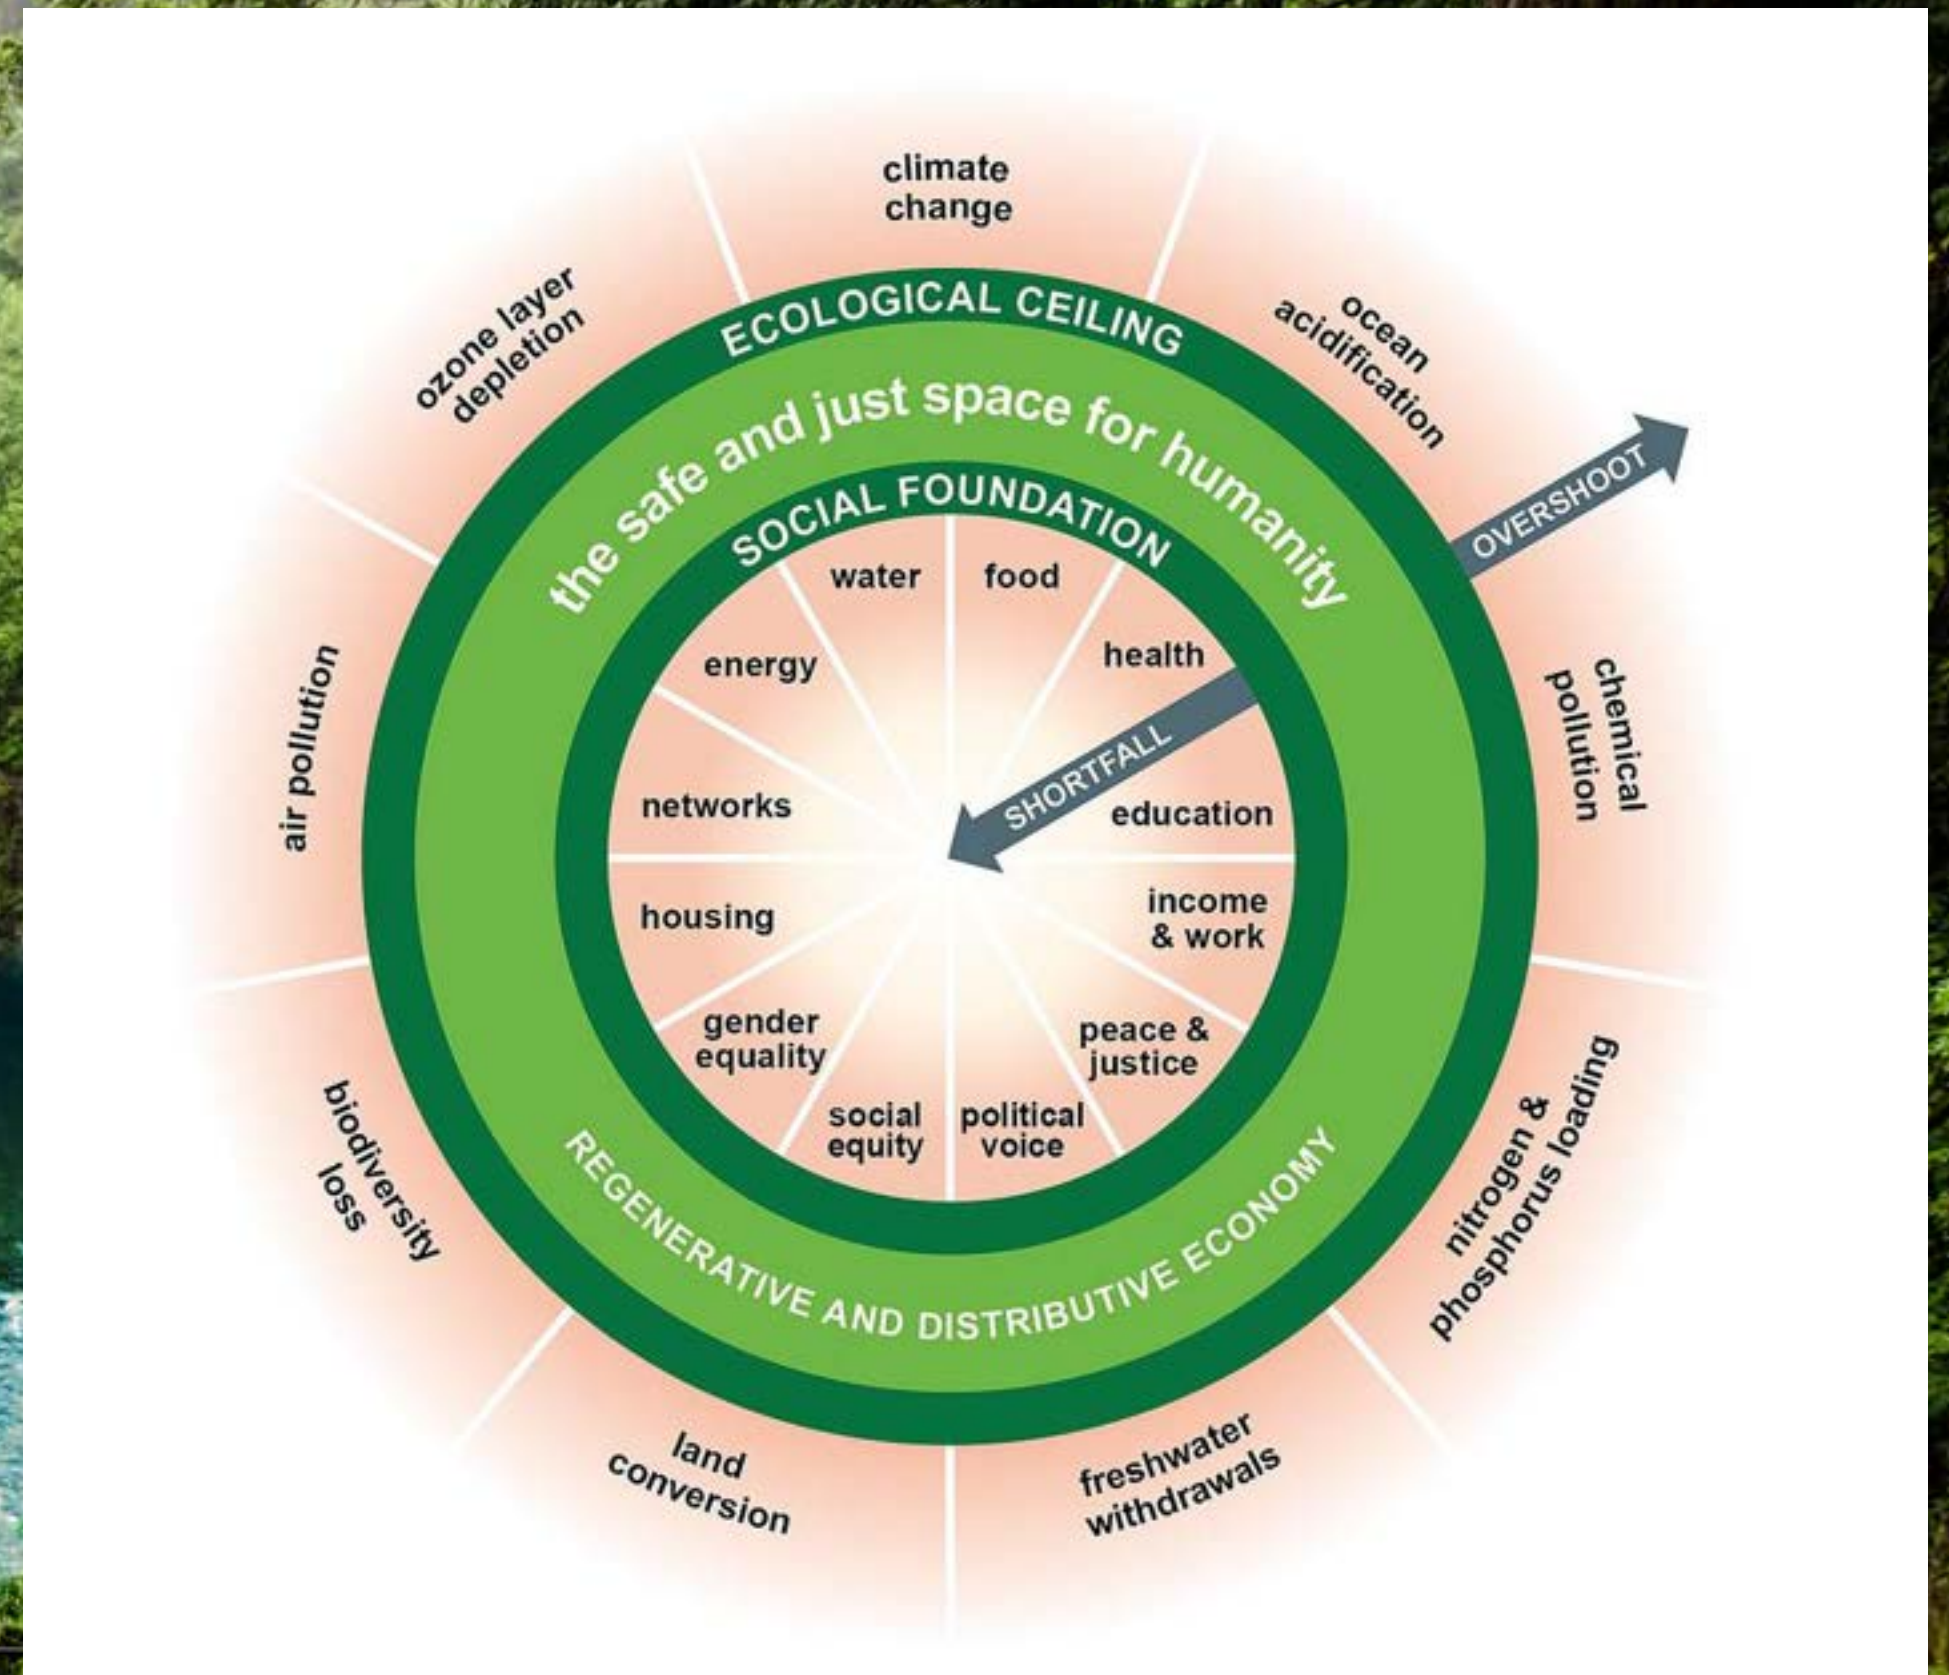 climate
change
ocean
acidification
OVERSHOOT
chemical
pollution
nitrogen &
phosphorus loading
freshwater
withdrawals
land
conversion
biodiversity
loss
air pollution
ozone layer
depletion
ECOLOGICAL CEILING
the safe and just space for humanity
SOCIAL FOUNDATION
water
food
health
SHORTFALL
education
income
& work
peace &
justice
political
voice
social
equity
gender
equality
housing
networks
energy
REGENERATIVE AND DISTRIBUTIVE ECONOMY